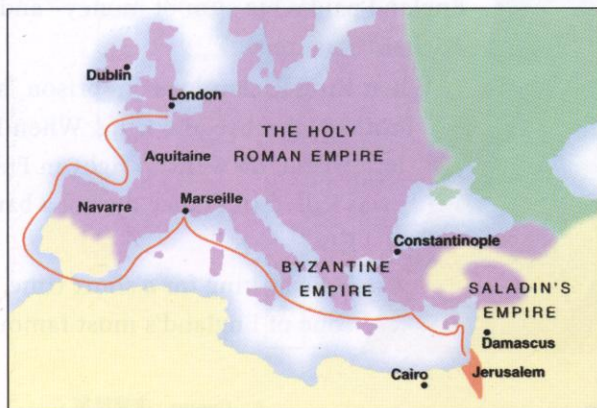 Dublin
London
THE HOLY
ROMAN EMPIRE
Aquitaine
Navarre
Marseille
Constantinople
BYZANTINE
EMPIRE
SALADIN'S
EMPIRE
Damascus
Jerusalem
Cairo